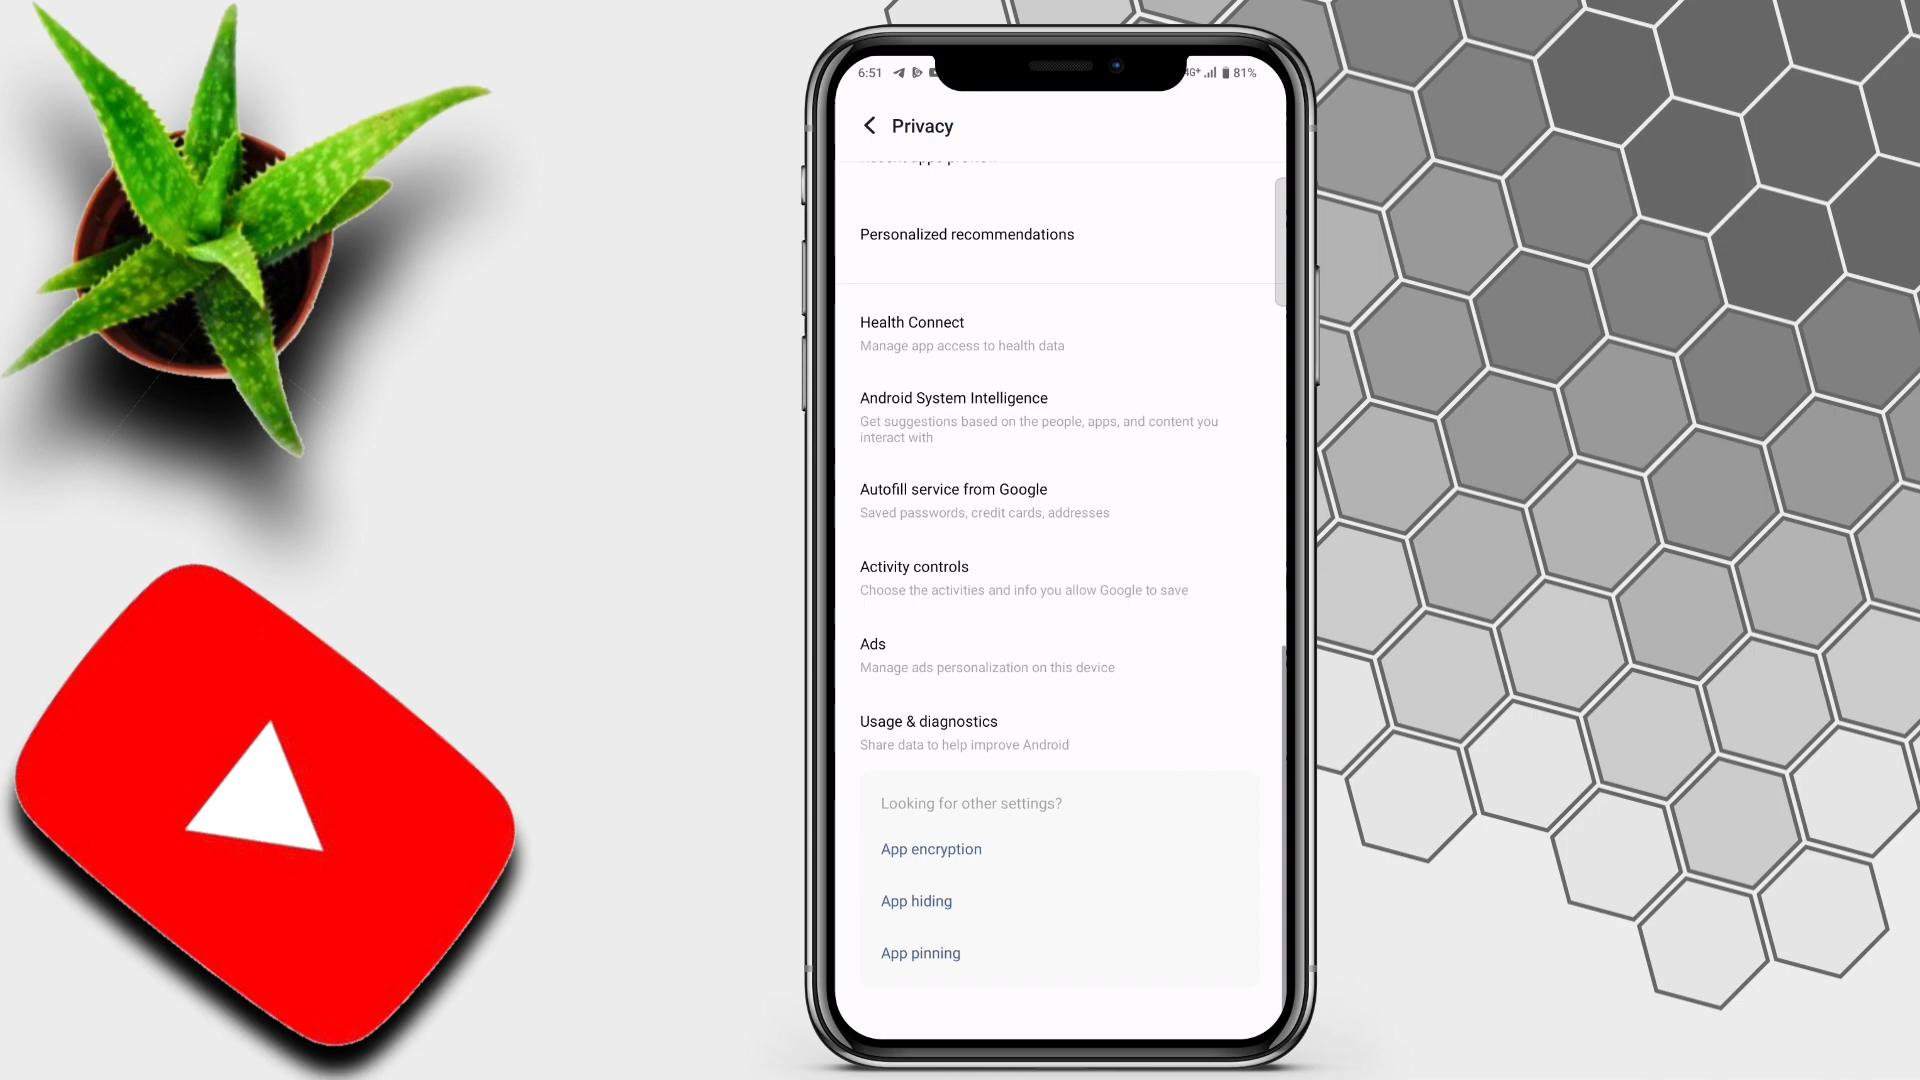 6:51
4G+ 81%
Privacy
Personalized recommendations
Health Connect
Manage app access to health data
Android System Intelligence
Get suggestions based on the people, apps, and content you
interact with
Autofill service from Google
Saved passwords, credit cards, addresses
Activity controls
Choose the activities and info you allow Google to save
Ads
Manage ads personalization on this device
Usage & diagnostics
Share data to help improve Android
Looking for other settings?
App encryption
App hiding
App pinning